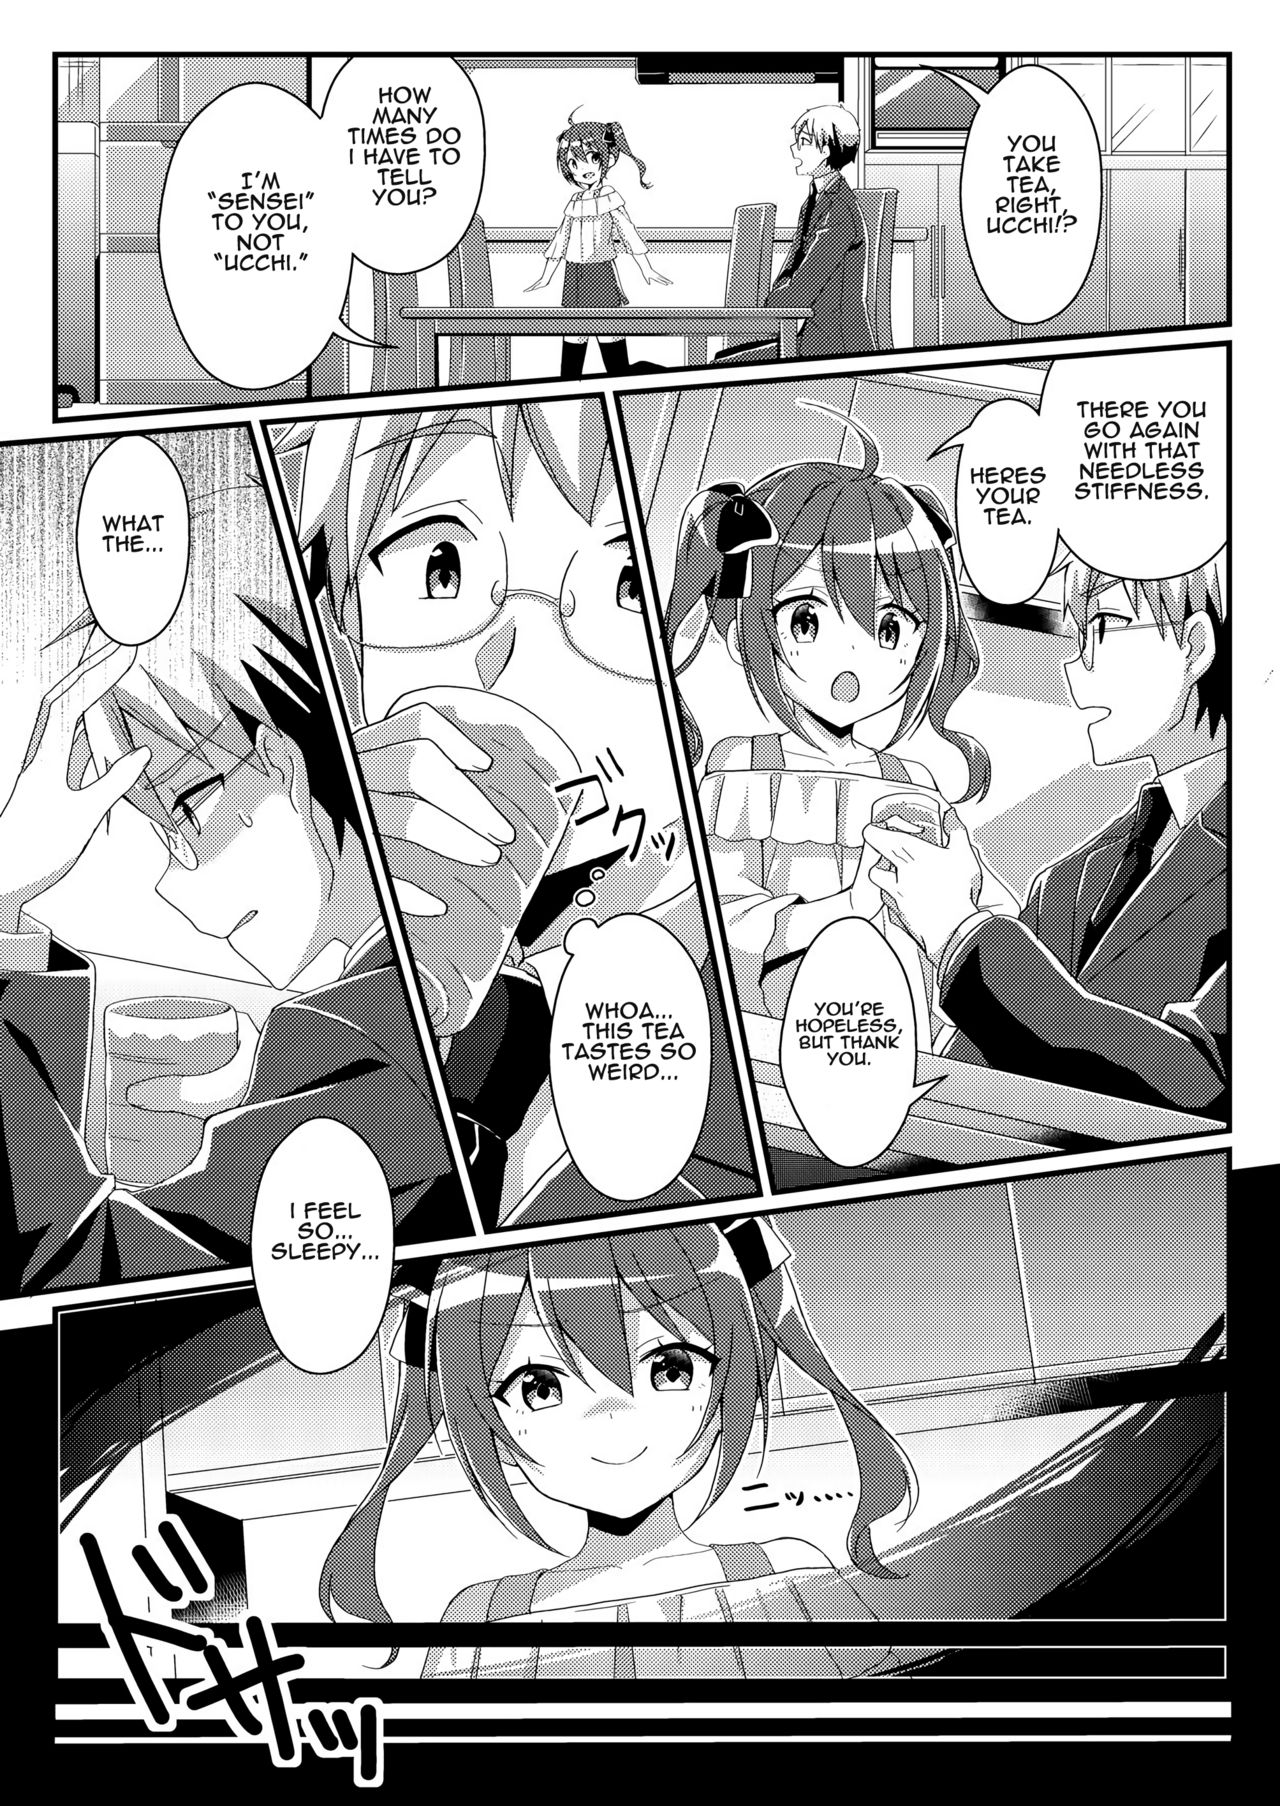 YOU
TAKE
TEA,
RIGHT,
UCCHI!?
HOW
MANY
TIMES DO
I HAVE TO
TELL
YOU?
I'M
"SENSEI"
TO YOU,
NOT
"UCCHI."
THERE YOU
GO AGAIN
WITH THAT
NEEDLESS
STIFFNESS.
HERES
YOUR
TEA.
YOU'RE
HOPELESS,
BUT THANK
YOU.
ゴクッ
WHOA...
THIS TEA
TASTES SO
WEIRD...
WHAT
THE...
I FEEL
SO...
SLEEPY...
ニッ.....
ドサッ